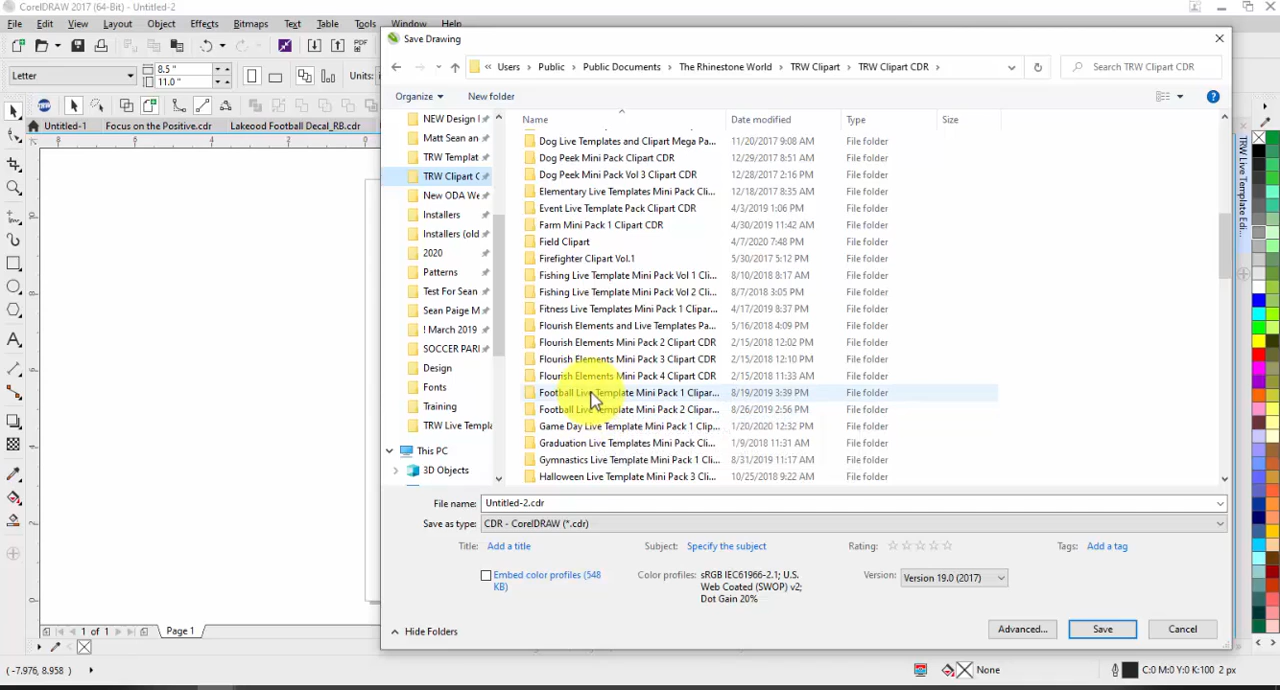 CorelDRAW 2017 (64-Bit) - Untitled-2
File Edit View Layout Object Effects Bitmaps Text Table Tools Window Help
PDF
Letter 8.5 " 11.0 " Units:
Untitled-1 Focus on the Positive.cdr Lakeood Football Decal_RB.cdr
Save Drawing
« Users › Public › Public Documents › The Rhinestone World › TRW Clipart › TRW Clipart CDR ›
Search TRW Clipart CDR
Organize New folder
NEW Design
Matt Sean an
TRW Templat
TRW Clipart C
New ODA We
Installers
Installers (old
2020
Patterns
Test For Sean
Sean Paige M
! March 2019
SOCCER PARI
Design
Fonts
Training
TRW Live Templa
This PC
3D Objects
Name Date modified Type Size
Dog Live Templates and Clipart Mega Pa... 11/20/2017 9:08 AM File folder
Dog Peek Mini Pack Clipart CDR 12/29/2017 8:51 AM File folder
Dog Peek Mini Pack Vol 3 Clipart CDR 12/28/2017 2:16 PM File folder
Elementary Live Templates Mini Pack Cli... 12/18/2017 8:35 AM File folder
Event Live Template Pack Clipart CDR 4/3/2019 1:06 PM File folder
Farm Mini Pack 1 Clipart CDR 4/30/2019 11:42 AM File folder
Field Clipart 4/7/2020 7:48 PM File folder
Firefighter Clipart Vol.1 5/30/2017 5:12 PM File folder
Fishing Live Template Mini Pack Vol 1 Cli... 8/10/2018 8:17 AM File folder
Fishing Live Template Mini Pack Vol 2 Cli... 8/7/2018 3:05 PM File folder
Fitness Live Templates Mini Pack 1 Clipar... 4/17/2019 8:37 PM File folder
Flourish Elements and Live Templates Pa... 5/16/2018 4:09 PM File folder
Flourish Elements Mini Pack 2 Clipart CDR 2/15/2018 12:02 PM File folder
Flourish Elements Mini Pack 3 Clipart CDR 2/15/2018 12:10 PM File folder
Flourish Elements Mini Pack 4 Clipart CDR 2/15/2018 11:33 AM File folder
Football Live Template Mini Pack 1 Clipar... 8/19/2019 3:39 PM File folder
Football Live Template Mini Pack 2 Clipar... 8/26/2019 2:56 PM File folder
Game Day Live Template Mini Pack 1 Clip... 1/20/2020 12:32 PM File folder
Graduation Live Templates Mini Pack Cli... 1/9/2018 11:31 AM File folder
Gymnastics Live Template Mini Pack 1 Cli... 8/31/2019 11:17 AM File folder
Halloween Live Template Mini Pack 3 Cli... 10/25/2018 9:22 AM File folder
File name: Untitled-2.cdr
Save as type: CDR - CorelDRAW (*.cdr)
Title: Add a title Subject: Specify the subject Rating: Tags: Add a tag
Embed color profiles (548 KB)
Color profiles: sRGB IEC61966-2.1; U.S. Web Coated (SWOP) v2; Dot Gain 20%
Version: Version 19.0 (2017)
Hide Folders Advanced... Save Cancel
TRW Live Template Edi...
1 of 1 Page 1
(-7.976, 8.958) None C:0 M:0 Y:0 K:100 2 px